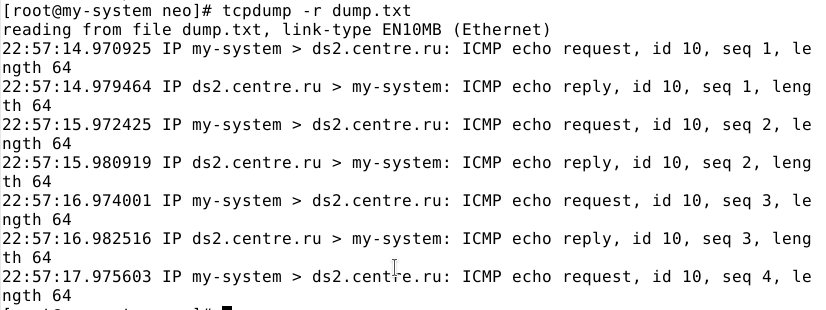 [root@my-system neo]# tcpdump -r dump.txt
reading from file dump.txt, link-type EN10MB (Ethernet)
22:57:14.970925 IP my-system > ds2.centre.ru: ICMP echo request, id 10, seq 1, le
ngth 64
22:57:14.979464 IP ds2.centre.ru > my-system: ICMP echo reply, id 10, seq 1, leng
th 64
22:57:15.972425 IP my-system > ds2.centre.ru: ICMP echo request, id 10, seq 2, le
ngth 64
22:57:15.980919 IP ds2.centre.ru > my-system: ICMP echo reply, id 10, seq 2, leng
th 64
22:57:16.974001 IP my-system > ds2.centre.ru: ICMP echo request, id 10, seq 3, le
ngth 64
22:57:16.982516 IP ds2.centre.ru > my-system: ICMP echo reply, id 10, seq 3, leng
th 64
22:57:17.975603 IP my-system > ds2.centre.ru: ICMP echo request, id 10, seq 4, le
ngth 64